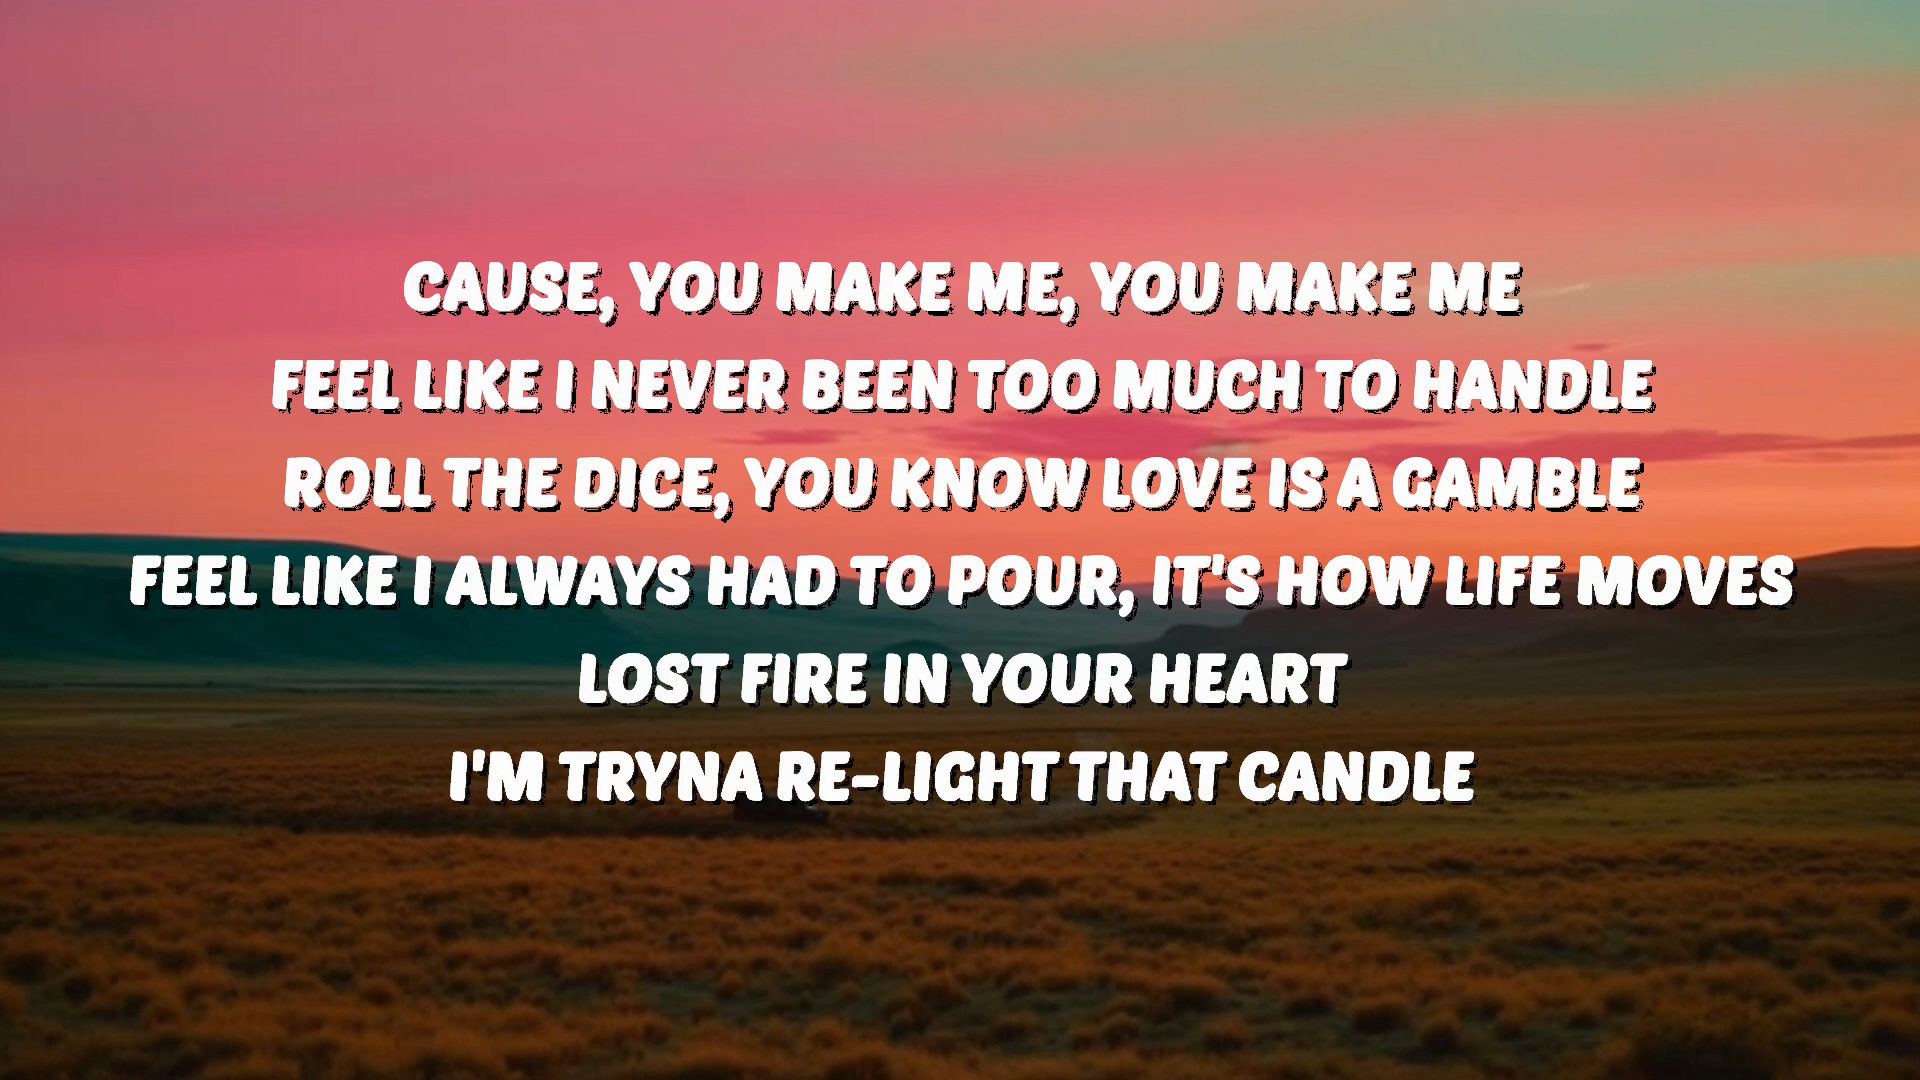 CAUSE, YOU MAKE ME, YOU MAKE ME
FEEL LIKE I NEVER BEEN TOO MUCH TO HANDLE
ROLL THE DICE, YOU KNOW LOVE IS A GAMBLE
FEEL LIKE I ALWAYS HAD TO POUR, IT'S HOW LIFE MOVES
LOST FIRE IN YOUR HEART
I'M TRYNA RE-LIGHT THAT CANDLE